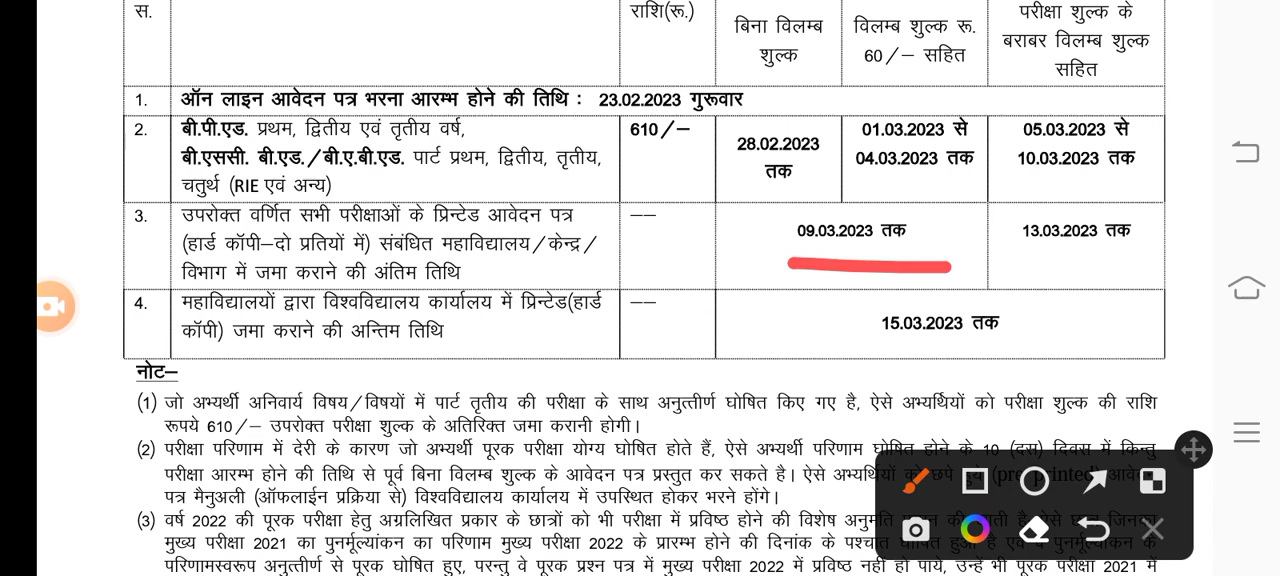 स. राशि(रू.) बिना विलम्ब शुल्क विलम्ब शुल्क रू. 60/- सहित परीक्षा शुल्क के बराबर विलम्ब शुल्क सहित
1. ऑन लाइन आवेदन पत्र भरना आरम्भ होने की तिथि : 23.02.2023 गुरूवार
2. बी.पी.एड. प्रथम, द्वितीय एवं तृतीय वर्ष,
बी.एससी. बी.एड./बी.ए.बी.एड. पार्ट प्रथम, द्वितीय, तृतीय,
चतुर्थ (RIE एवं अन्य)
610/-
28.02.2023 तक
01.03.2023 से 04.03.2023 तक
05.03.2023 से 10.03.2023 तक
3. उपरोक्त वर्णित सभी परीक्षाओं के प्रिन्टेड आवेदन पत्र
(हार्ड कॉपी–दो प्रतियों में) संबंधित महाविद्यालय/केन्द्र/
विभाग में जमा कराने की अंतिम तिथि
––
09.03.2023 तक
13.03.2023 तक
4. महाविद्यालयों द्वारा विश्वविद्यालय कार्यालय में प्रिन्टेड(हार्ड
कॉपी) जमा कराने की अन्तिम तिथि
––
15.03.2023 तक
नोट–
(1) जो अभ्यर्थी अनिवार्य विषय/विषयों में पार्ट तृतीय की परीक्षा के साथ अनुत्तीर्ण घोषित किए गए है, ऐसे अभ्यर्थियों को परीक्षा शुल्क की राशि
रूपये 610/- उपरोक्त परीक्षा शुल्क के अतिरिक्त जमा करानी होगी।
(2) परीक्षा परिणाम में देरी के कारण जो अभ्यर्थी पूरक परीक्षा योग्य घोषित होते हैं, ऐसे अभ्यर्थी परिणाम घोषित होने के 10 (दस) दिवस में किन्तु
परीक्षा आरम्भ होने की तिथि से पूर्व बिना विलम्ब शुल्क के आवेदन पत्र प्रस्तुत कर सकते है। ऐसे अभ्यर्थियों को छपे हुये (pre printed)
पत्र मैनुअली (ऑफलाईन प्रक्रिया से) विश्वविद्यालय कार्यालय में उपस्थित होकर भरने होंगे।
(3) वर्ष 2022 की पूरक परीक्षा हेतु अग्रलिखित प्रकार के छात्रों को भी परीक्षा में प्रविष्ठ होने की विशेष अनुमति
मुख्य परीक्षा 2021 का पुनर्मूल्यांकन का परिणाम मुख्य परीक्षा 2022 के प्रारम्भ होने की दिनांक के पश्चात
परिणामस्वरूप अनुत्तीर्ण से पूरक घोषित हुए, परन्तु वे पूरक प्रश्न पत्र में मुख्य परीक्षा 2022 में प्रविष्ठ नहीं हो पाये, उन्हें भी पूरक परीक्षा 2021 में